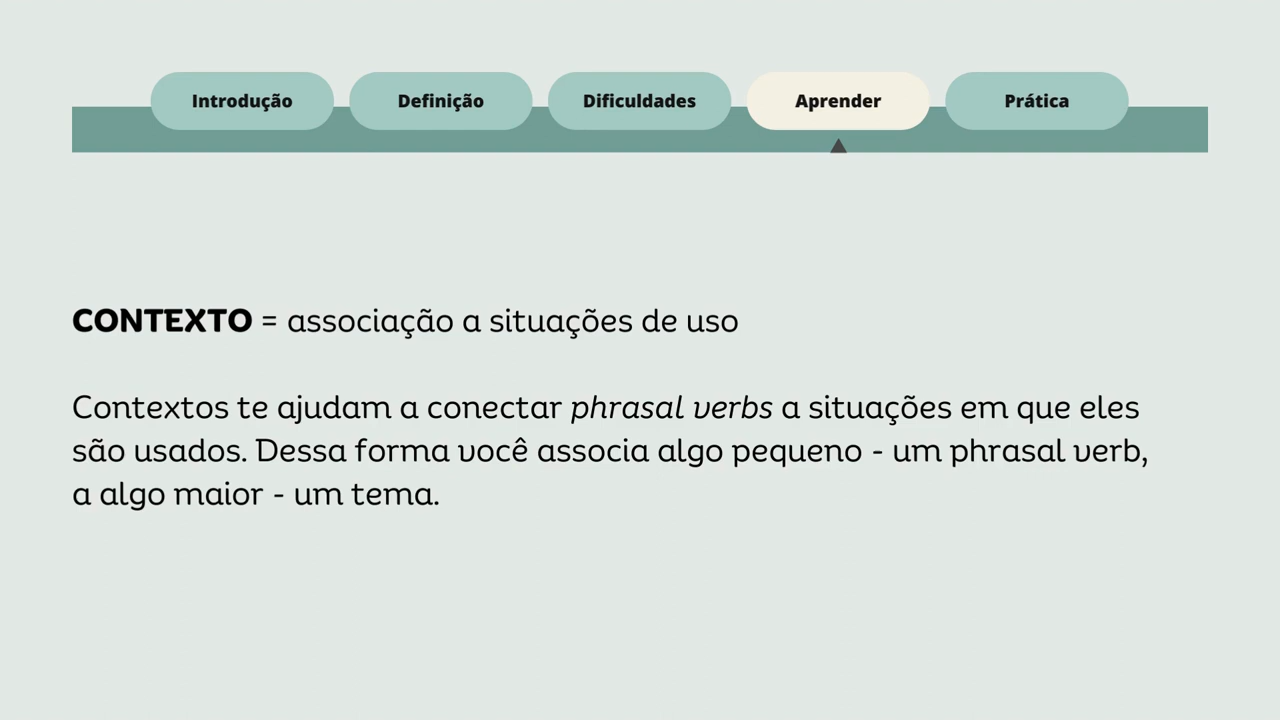 Introdução
Definição
Dificuldades
Aprender
Prática
CONTEXTO = associação a situações de uso
Contextos te ajudam a conectar phrasal verbs a situações em que eles
são usados. Dessa forma você associa algo pequeno - um phrasal verb,
a algo maior - um tema.